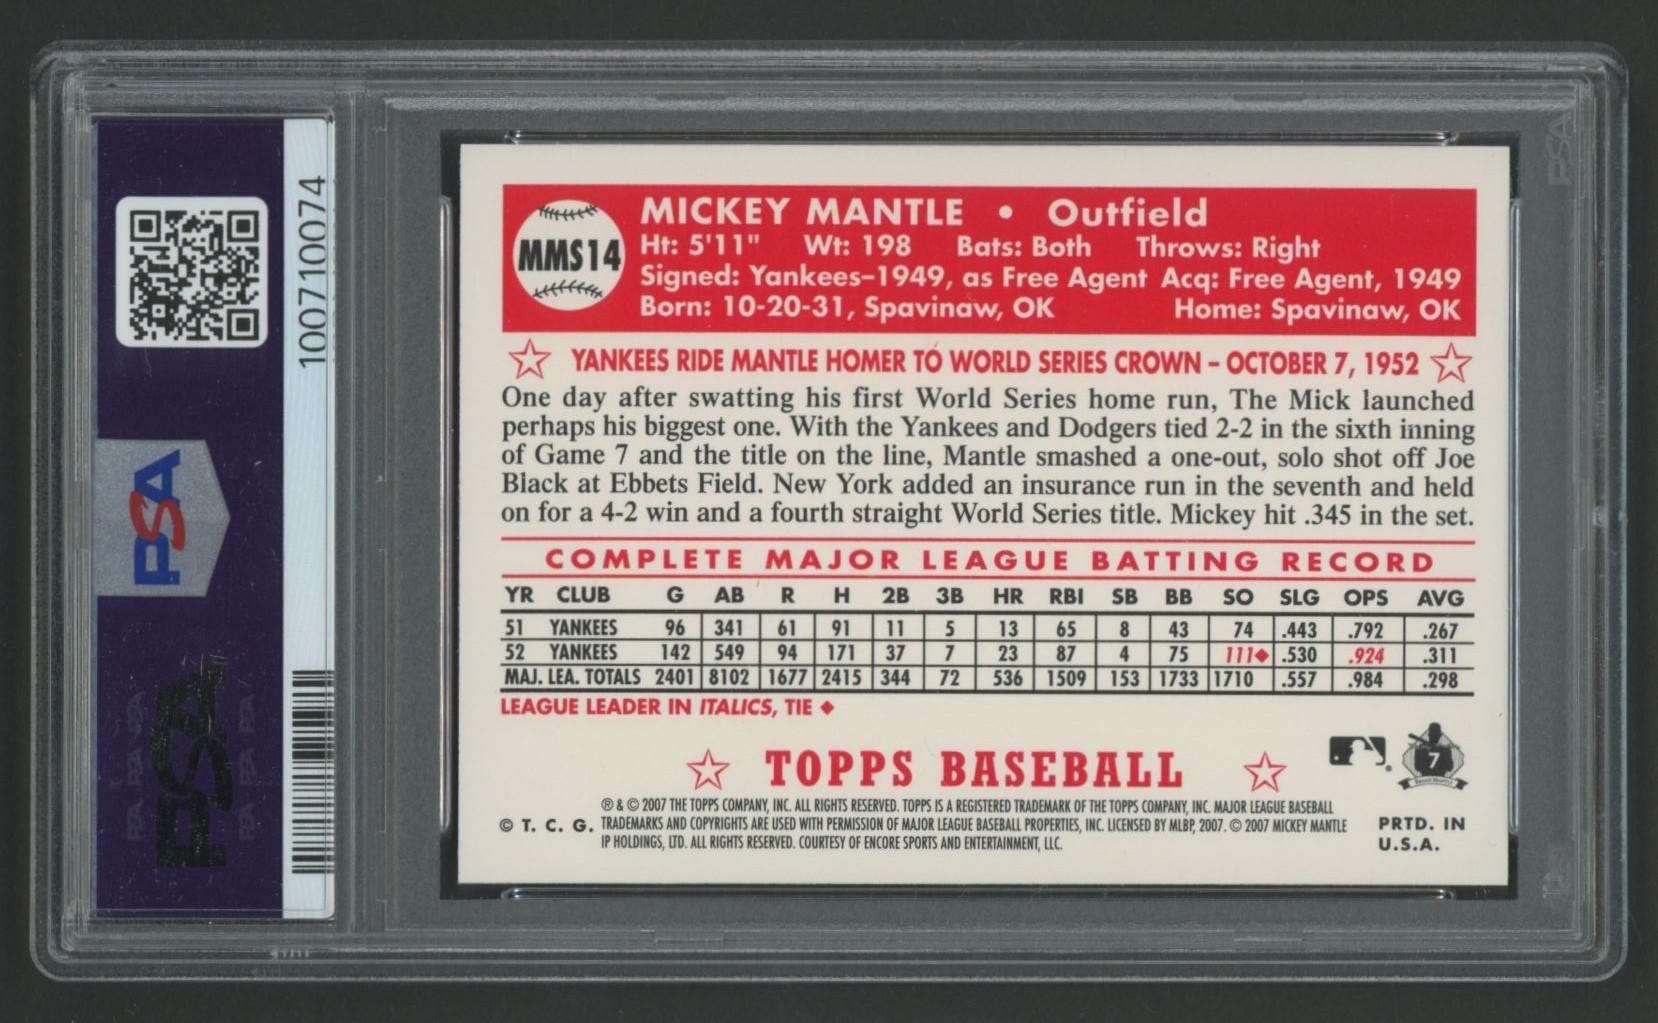 100710074
PSA
PSA
MMS14
MICKEY MANTLE • Outfield
Ht: 5'11" Wt: 198 Bats: Both Throws: Right
Signed: Yankees–1949, as Free Agent Acq: Free Agent, 1949
Born: 10-20-31, Spavinaw, OK Home: Spavinaw, OK
YANKEES RIDE MANTLE HOMER TO WORLD SERIES CROWN – OCTOBER 7, 1952
One day after swatting his first World Series home run, The Mick launched
perhaps his biggest one. With the Yankees and Dodgers tied 2-2 in the sixth inning
of Game 7 and the title on the line, Mantle smashed a one-out, solo shot off Joe
Black at Ebbets Field. New York added an insurance run in the seventh and held
on for a 4-2 win and a fourth straight World Series title. Mickey hit .345 in the set.
COMPLETE MAJOR LEAGUE BATTING RECORD
YR CLUB G AB R H 2B 3B HR RBI SB BB SO SLG OPS AVG
51 YANKEES 96 341 61 91 11 5 13 65 8 43 74 .443 .792 .267
52 YANKEES 142 549 94 171 37 7 23 87 4 75 111♦ .530 .924 .311
MAJ. LEA. TOTALS 2401 8102 1677 2415 344 72 536 1509 153 1733 1710 .557 .984 .298
LEAGUE LEADER IN ITALICS, TIE ♦
TOPPS BASEBALL
7
® & © 2007 THE TOPPS COMPANY, INC. ALL RIGHTS RESERVED. TOPPS IS A REGISTERED TRADEMARK OF THE TOPPS COMPANY, INC. MAJOR LEAGUE BASEBALL
© T. C. G. TRADEMARKS AND COPYRIGHTS ARE USED WITH PERMISSION OF MAJOR LEAGUE BASEBALL PROPERTIES, INC. LICENSED BY MLBP, 2007. © 2007 MICKEY MANTLE
IP HOLDINGS, LTD. ALL RIGHTS RESERVED. COURTESY OF ENCORE SPORTS AND ENTERTAINMENT, LLC.
PRTD. IN
U.S.A.
PSA